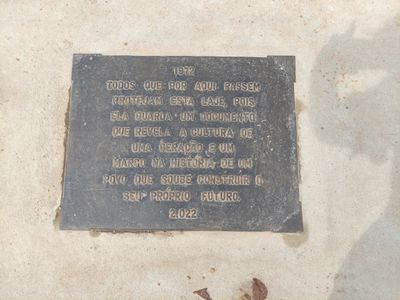 1972
TODOS QUE POR AQUI PASSEM
PROTEJAM ESTA LAJE, POIS
ELA GUARDA UM DOCUMENTO
QUE REVELA A CULTURA DE
UMA GERAÇÃO E UM
MARCO NA HISTÓRIA DE UM
POVO QUE SOUBE CONSTRUIR O
SEU PRÓPRIO FUTURO.
2.022